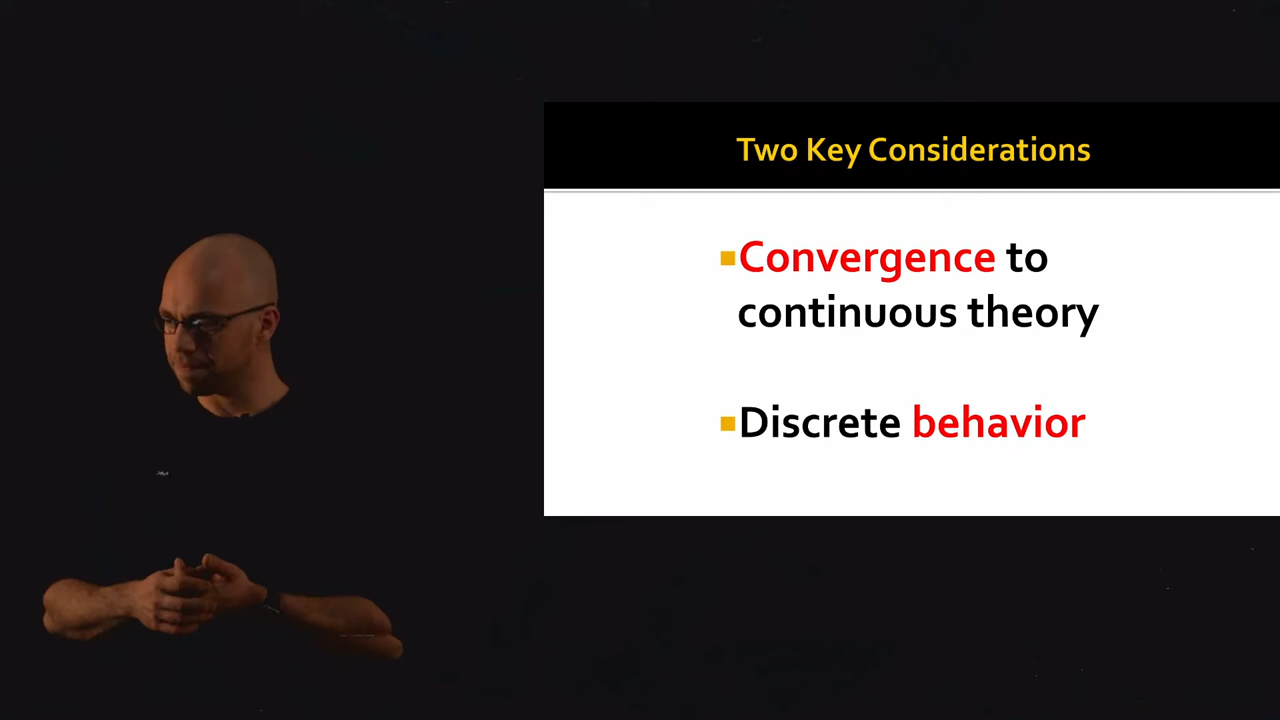 Two Key Considerations
Convergence to
continuous theory
Discrete behavior